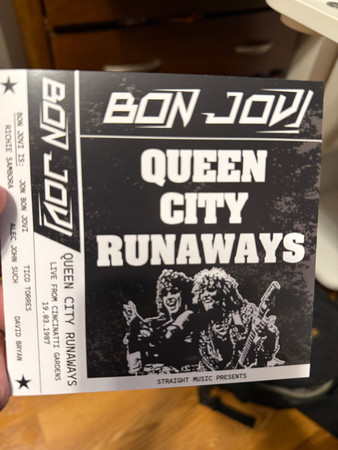 BON JOVI
QUEEN
CITY
RUNAWAYS
STRAIGHT MUSIC PRESENTS
BON JOVI
QUEEN CITY RUNAWAYS
LIVE FROM CINCINATTI GARDENS
19.03.1987
BON JOVI IS: JON BON JOVI TICO TORRES DAVID BRYAN
RICHIE SAMBORA ALEC JOHN SUCH